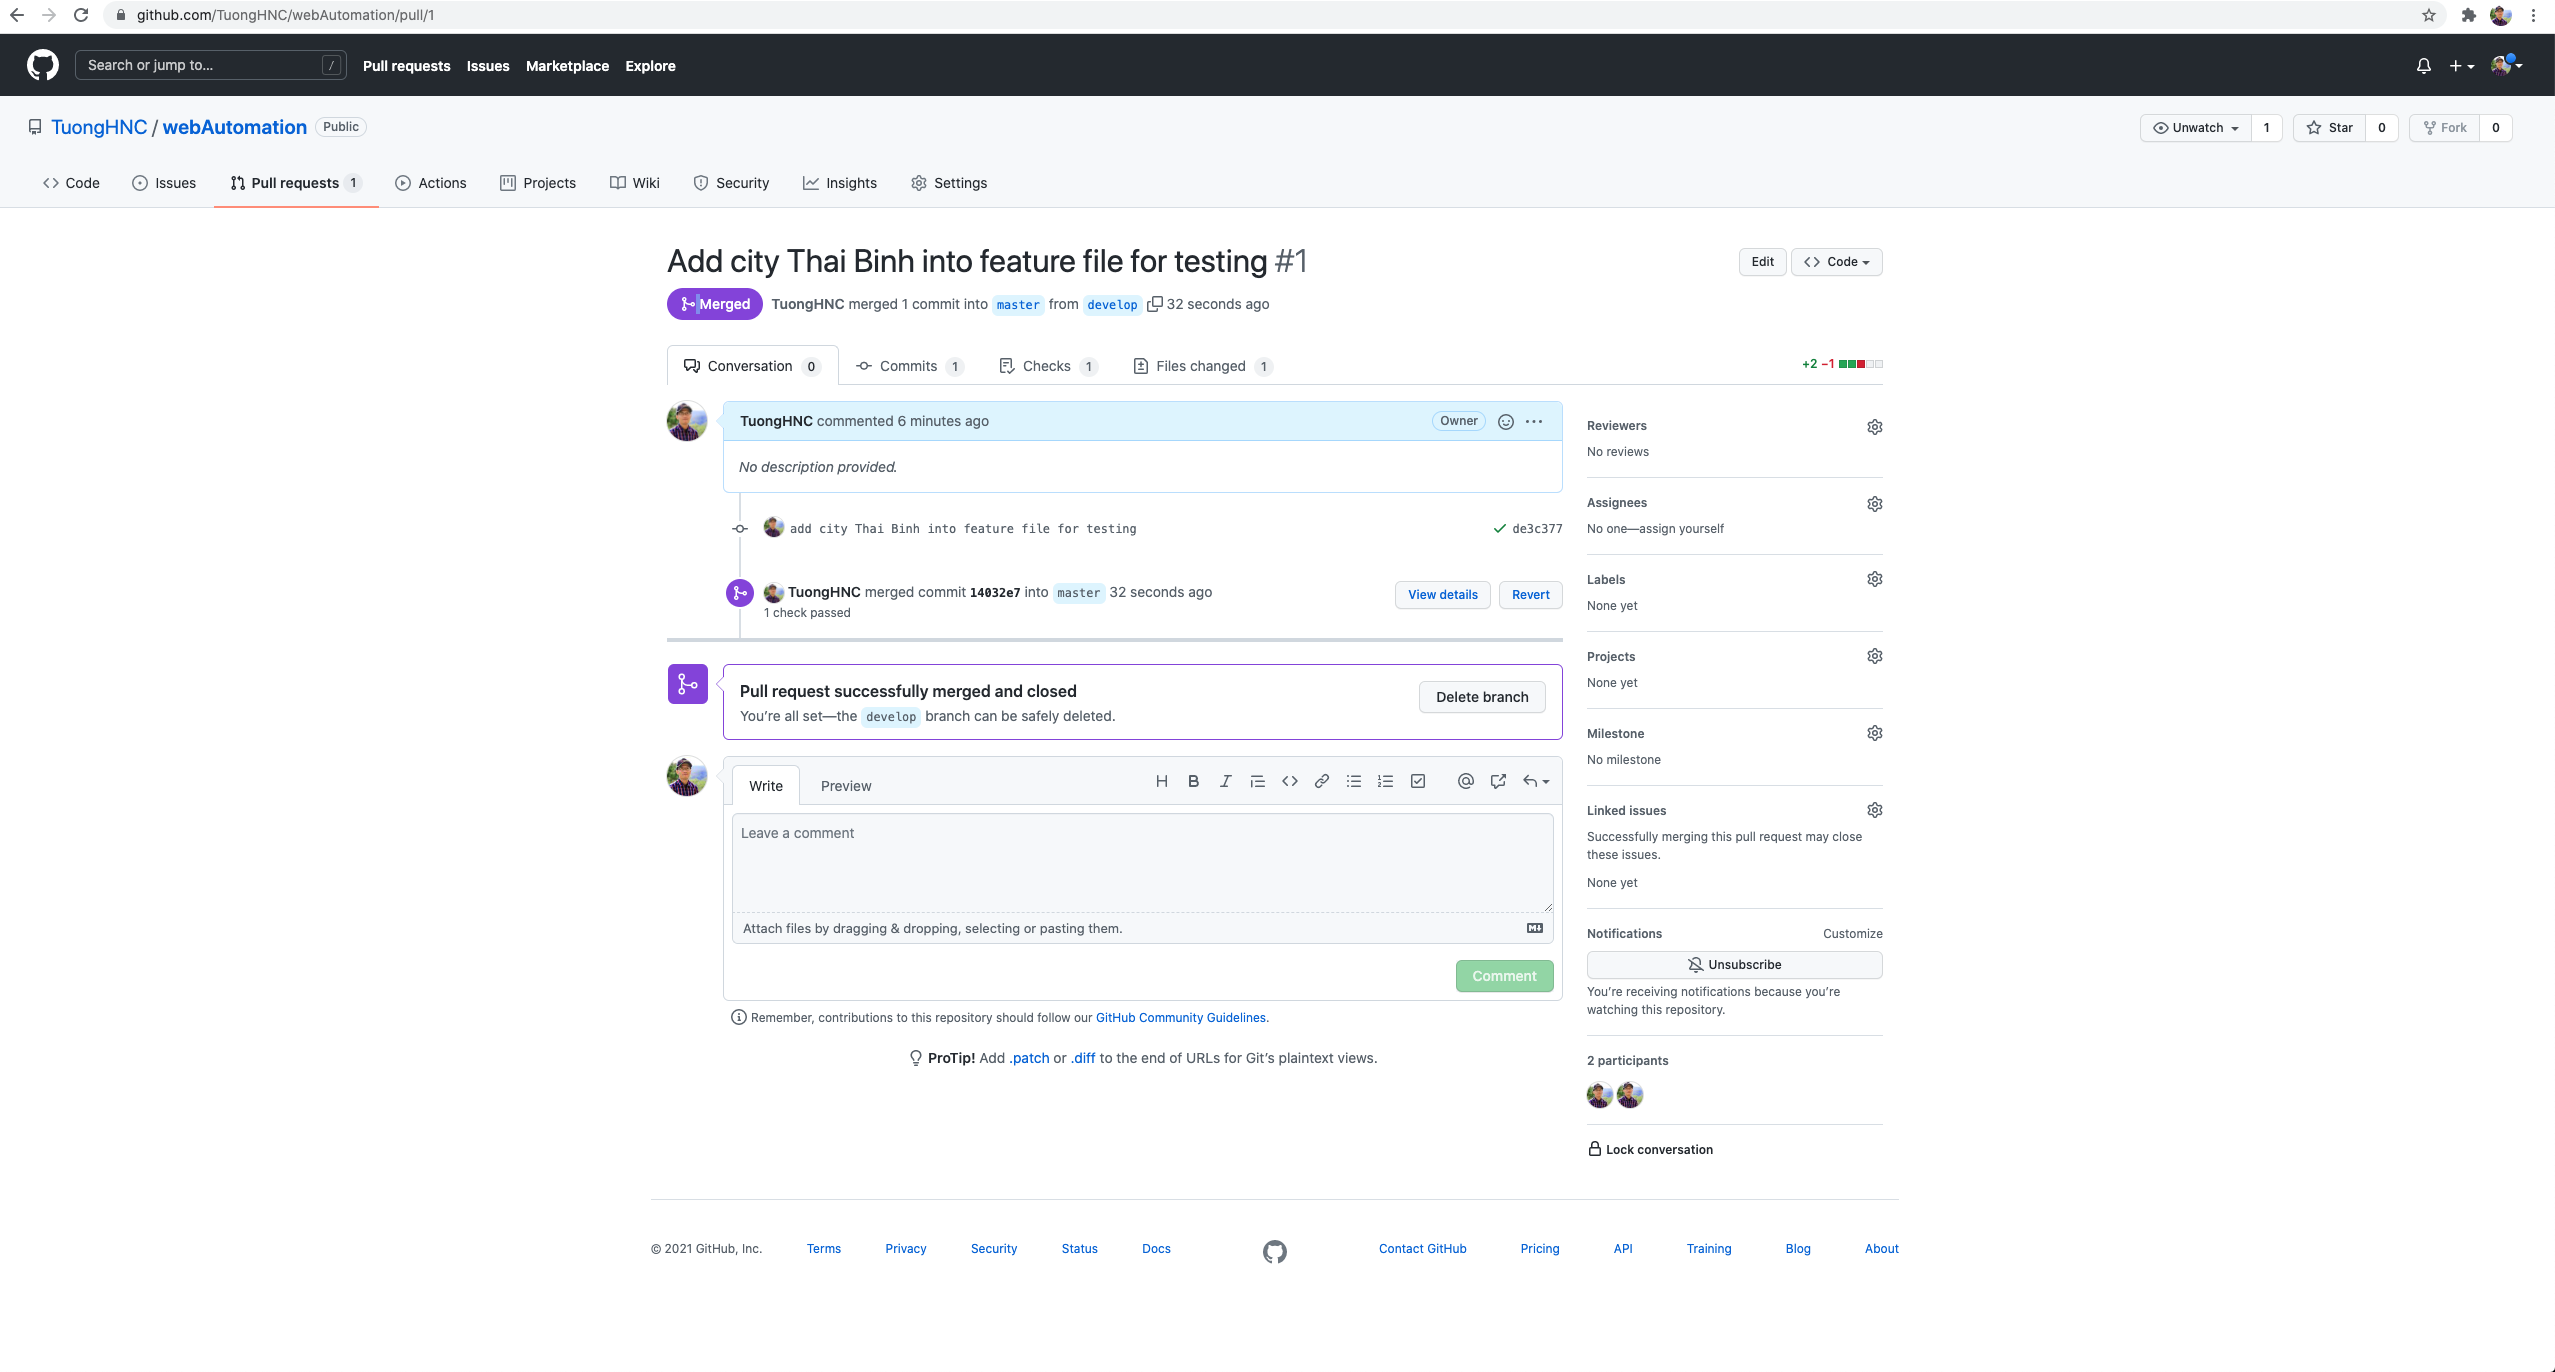 github.com/TuongHNC/webAutomation/pull/1
Search or jump to... / Pull requests Issues Marketplace Explore
TuongHNC / webAutomation Public Unwatch 1 Star 0 Fork 0
Code Issues Pull requests 1 Actions Projects Wiki Security Insights Settings
Add city Thai Binh into feature file for testing #1 Edit Code
Merged TuongHNC merged 1 commit into master from develop 32 seconds ago
Conversation 0 Commits 1 Checks 1 Files changed 1 +2 −1
TuongHNC commented 6 minutes ago Owner
No description provided.
add city Thai Binh into feature file for testing de3c377
TuongHNC merged commit 14032e7 into master 32 seconds ago View details Revert
1 check passed
Pull request successfully merged and closed
You're all set—the develop branch can be safely deleted.
Delete branch
Write Preview
Leave a comment
Attach files by dragging & dropping, selecting or pasting them.
Comment
Remember, contributions to this repository should follow our GitHub Community Guidelines.
ProTip! Add .patch or .diff to the end of URLs for Git's plaintext views.
Reviewers
No reviews
Assignees
No one—assign yourself
Labels
None yet
Projects
None yet
Milestone
No milestone
Linked issues
Successfully merging this pull request may close
these issues.
None yet
Notifications Customize
Unsubscribe
You're receiving notifications because you're
watching this repository.
2 participants
Lock conversation
© 2021 GitHub, Inc. Terms Privacy Security Status Docs Contact GitHub Pricing API Training Blog About